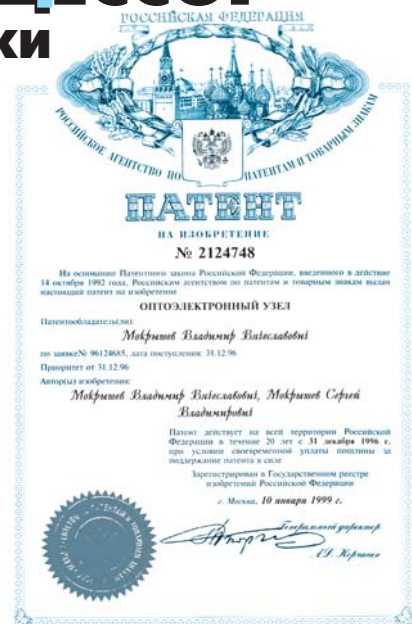 ки
РОССИЙСКАЯ ФЕДЕРАЦИЯ
РОССИЙСКОЕ АГЕНТСТВО ПО ПАТЕНТАМ И ТОВАРНЫМ ЗНАКАМ
ПАТЕНТ
НА ИЗОБРЕТЕНИЕ
№ 2124748
На основании Патентного закона Российской Федерации, введенного в действие
14 октября 1992 года, Российским агентством по патентам и товарным знакам выдан
настоящий патент на изобретение
ОПТОЭЛЕКТРОННЫЙ УЗЕЛ
Патентообладатель(ли):
Мокрышев Владимир Вячеславовič
по заявке№ 96124685, дата поступления: 31.12.96
Приоритет от 31.12.96
Автор(ы) изобретения:
Мокрышев Владимир Вячеславович, Мокрышев Сергей
Владимирович
Патент действует на всей территории Российской
Федерации в течение 20 лет с 31 декабря 1996 г.
при условии своевременной уплаты пошлины за
поддержание патента в силе
Зарегистрирован в Государственном реестре
изобретений Российской Федерации
г. Москва, 10 января 1999 г.
Генеральный директор
А.Д. Корчагин